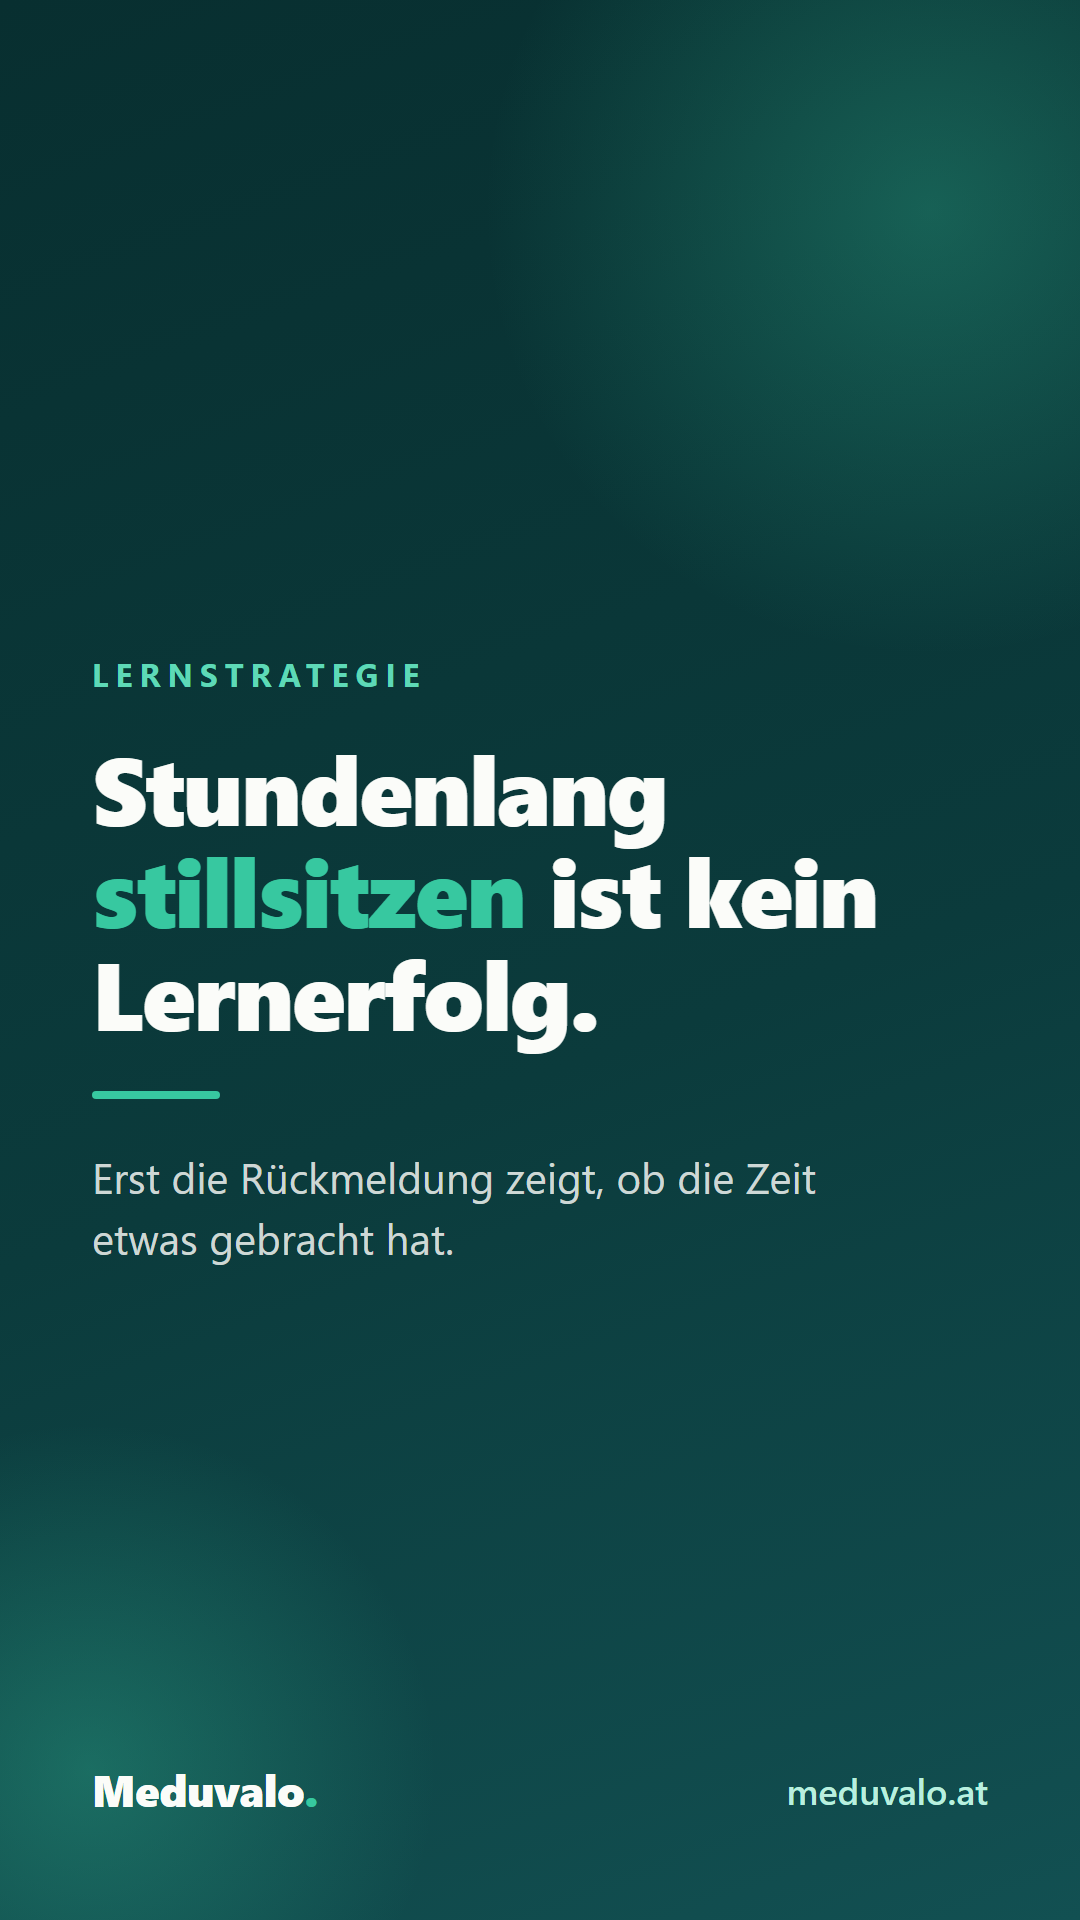 LERNSTRATEGIE
Stundenlang
stillsitzen ist kein
Lernerfolg.
Erst die Rückmeldung zeigt, ob die Zeit
etwas gebracht hat.
Meduvalo.
meduvalo.at